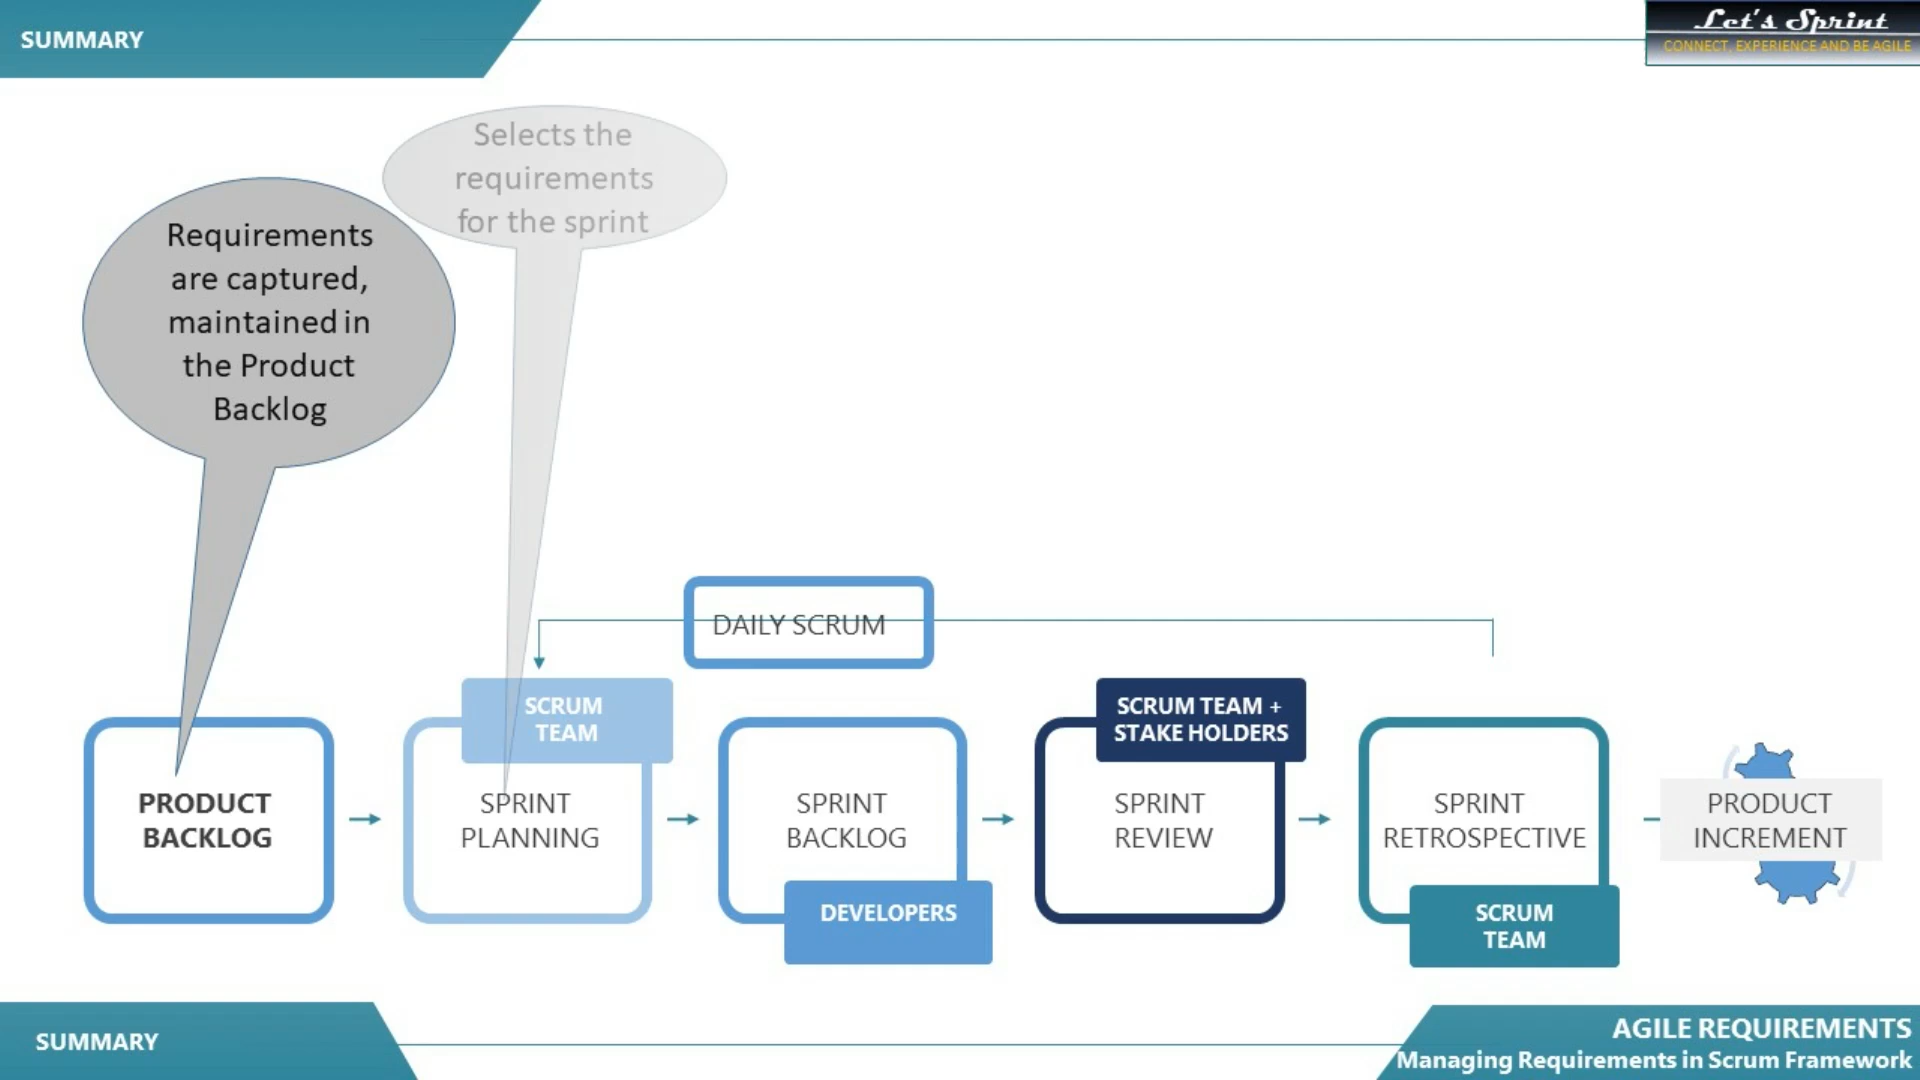 SUMMARY
Let's Sprint
CONNECT, EXPERIENCE AND BE AGILE
Selects the
requirements
for the sprint
Requirements
are captured,
maintained in
the Product
Backlog
DAILY SCRUM
SCRUM
TEAM
SCRUM TEAM +
STAKE HOLDERS
PRODUCT
BACKLOG
SPRINT
PLANNING
SPRINT
BACKLOG
SPRINT
REVIEW
SPRINT
RETROSPECTIVE
PRODUCT
INCREMENT
DEVELOPERS
SCRUM
TEAM
SUMMARY
AGILE REQUIREMENTS
Managing Requirements in Scrum Framework